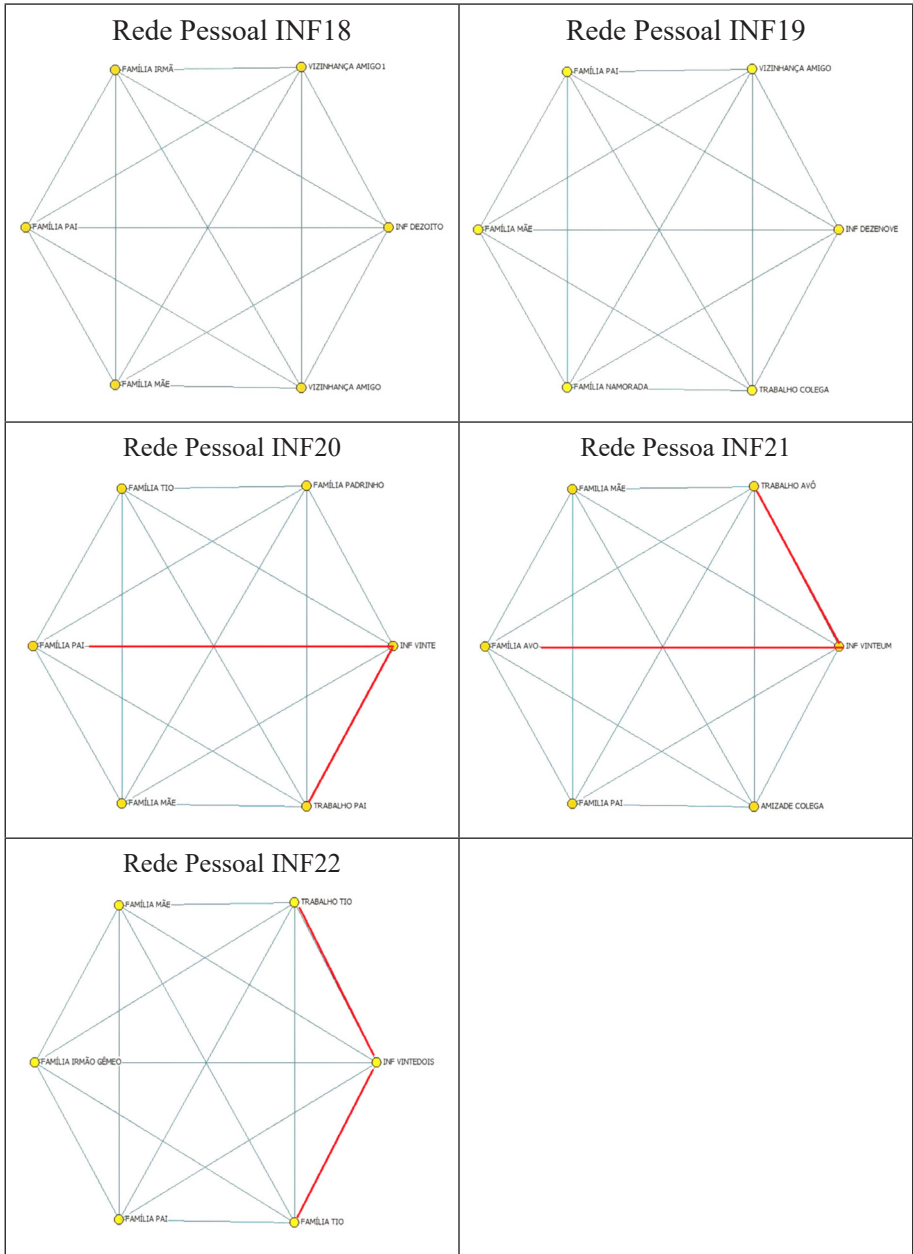 Rede Pessoal INF18
FAMÍLIA IRMÃ
VIZINHANÇA AMIGO1
FAMÍLIA PAI
INF DEZOITO
FAMÍLIA MÃE
VIZINHANÇA AMIGO
Rede Pessoal INF19
FAMÍLIA PAI
VIZINHANÇA AMIGO
FAMÍLIA MÃE
INF DEZENOVE
FAMÍLIA NAMORADA
TRABALHO COLEGA
Rede Pessoal INF20
FAMÍLIA TIO
FAMÍLIA PADRINHO
FAMÍLIA PAI
INF VINTE
FAMÍLIA MÃE
TRABALHO PAI
Rede Pessoa INF21
FAMILIA MÃE
TRABALHO AVÔ
FAMÍLIA AVO
INF VINTEUM
FAMILIA PAI
AMIZADE COLEGA
Rede Pessoal INF22
FAMÍLIA MÃE
TRABALHO TIO
FAMÍLIA IRMÃO GÊMEO
INF VINTEDOIS
FAMÍLIA PAI
FAMÍLIA TIO